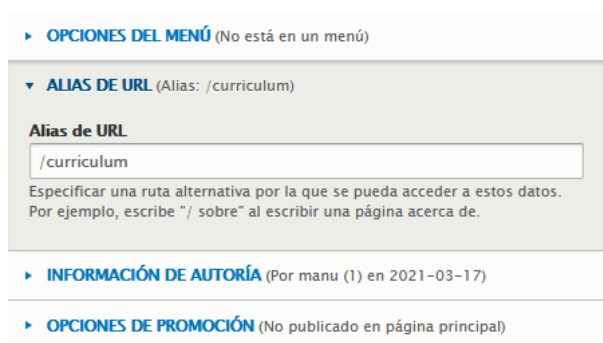 OPCIONES DEL MENÚ (No está en un menú)
ALIAS DE URL (Alias: /curriculum)
Alias de URL
/curriculum
Especificar una ruta alternativa por la que se pueda acceder a estos datos.
Por ejemplo, escribe "/ sobre" al escribir una página acerca de.
INFORMACIÓN DE AUTORÍA (Por manu (1) en 2021-03-17)
OPCIONES DE PROMOCIÓN (No publicado en página principal)